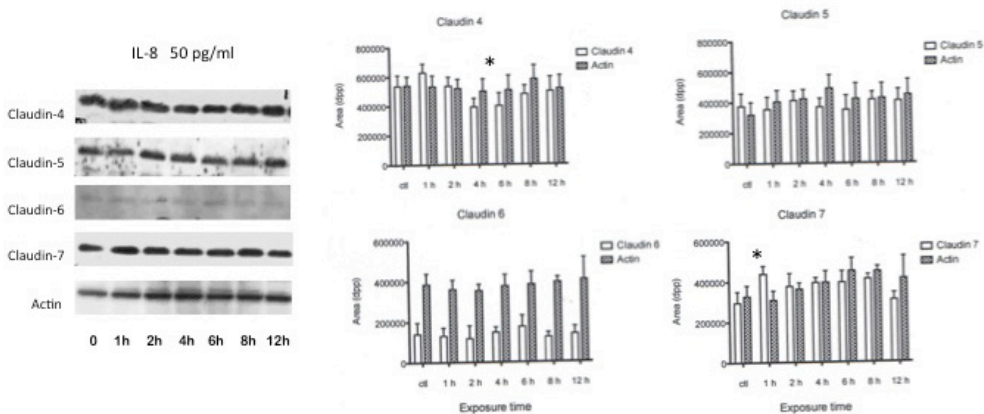 IL-8 50 pg/ml
Claudin-4
Claudin-5
Claudin-6
Claudin-7
Actin
0 1h 2h 4h 6h 8h 12h
Claudin 4
800000
600000
400000
200000
0
Area (dpp)
*
Claudin 4
Actin
ctl 1 h 2 h 4 h 6 h 8 h 12 h
Claudin 5
800000
600000
400000
200000
0
Area (dpp)
Claudin 5
Actin
ctl 1 h 2 h 4 h 6 h 8 h 12 h
Claudin 6
600000
400000
200000
0
Area (dpp)
Claudin 6
Actin
ctl 1 h 2 h 4 h 6 h 8 h 12 h
Exposure time
Claudin 7
600000
400000
200000
0
Area (dpp)
*
Claudin 7
Actin
ctl 1 h 2 h 4 h 6 h 8 h 12 h
Exposure time